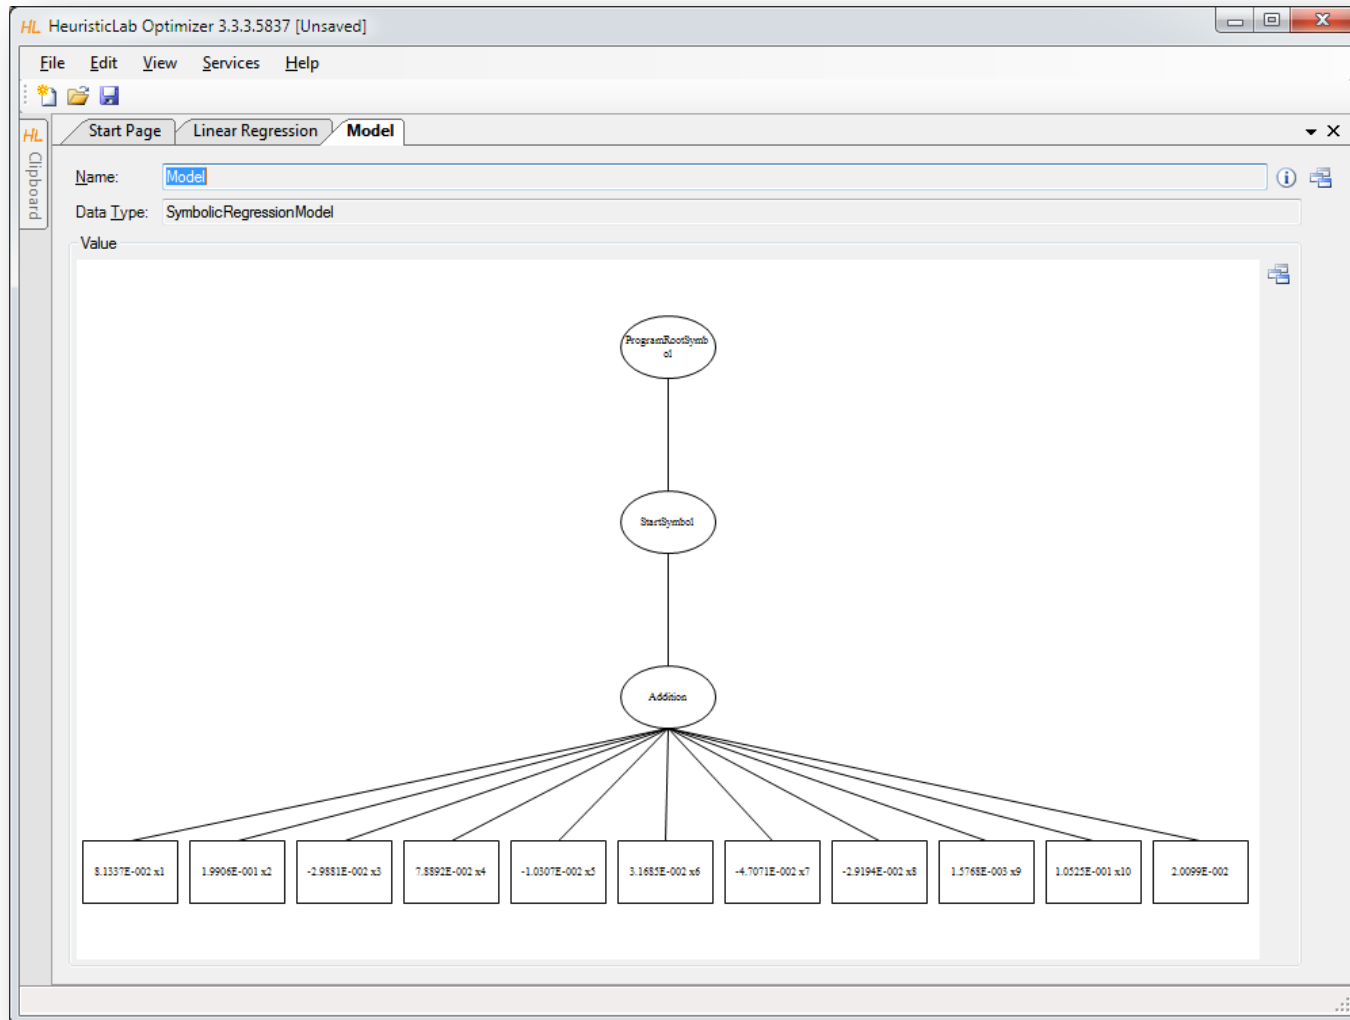 HL HeuristicLab Optimizer 3.3.3.5837 [Unsaved]
File Edit View Services Help
HL Clipboard
Start Page Linear Regression Model
Name: Model
Data Type: SymbolicRegressionModel
Value
ProgramRootSymb
ol
StartSymbol
Addition
8.1337E-002 x1 1.9906E-001 x2 -2.9881E-002 x3 7.8892E-002 x4 -1.0307E-002 x5 3.1685E-002 x6 -4.7071E-002 x7 -2.9194E-002 x8 1.5768E-003 x9 1.0525E-001 x10 2.0099E-002